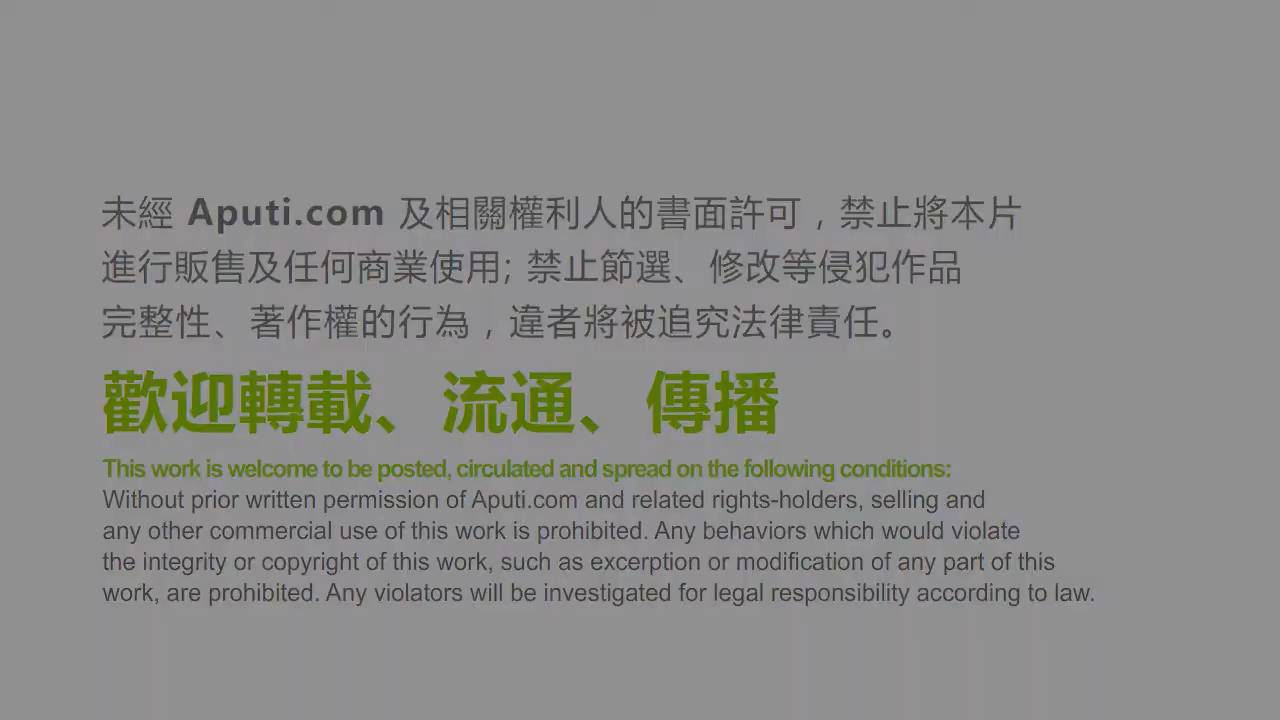 未經 Aputi.com 及相關權利人的書面許可，禁止將本片
進行販售及任何商業使用; 禁止節選、修改等侵犯作品
完整性、著作權的行為，違者將被追究法律責任。
歡迎轉載、流通、傳播
This work is welcome to be posted, circulated and spread on the following conditions:
Without prior written permission of Aputi.com and related rights-holders, selling and
any other commercial use of this work is prohibited. Any behaviors which would violate
the integrity or copyright of this work, such as excerption or modification of any part of this
work, are prohibited. Any violators will be investigated for legal responsibility according to law.